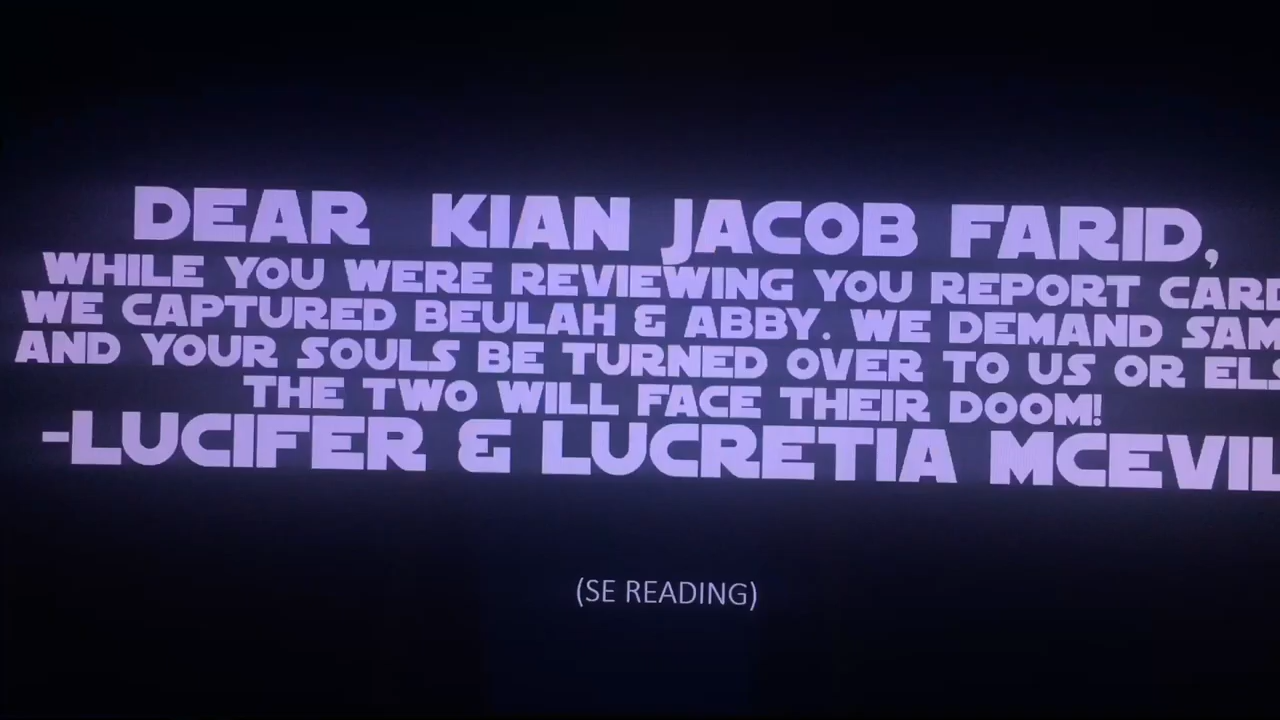 DEAR KIAN JACOB FARID,
WHILE YOU WERE REVIEWING YOU REPORT CARD
WE CAPTURED BEULAH & ABBY. WE DEMAND SAM
AND YOUR SOULS BE TURNED OVER TO US OR ELS
THE TWO WILL FACE THEIR DOOM!
-LUCIFER & LUCRETIA MCEVIL
(SE READING)